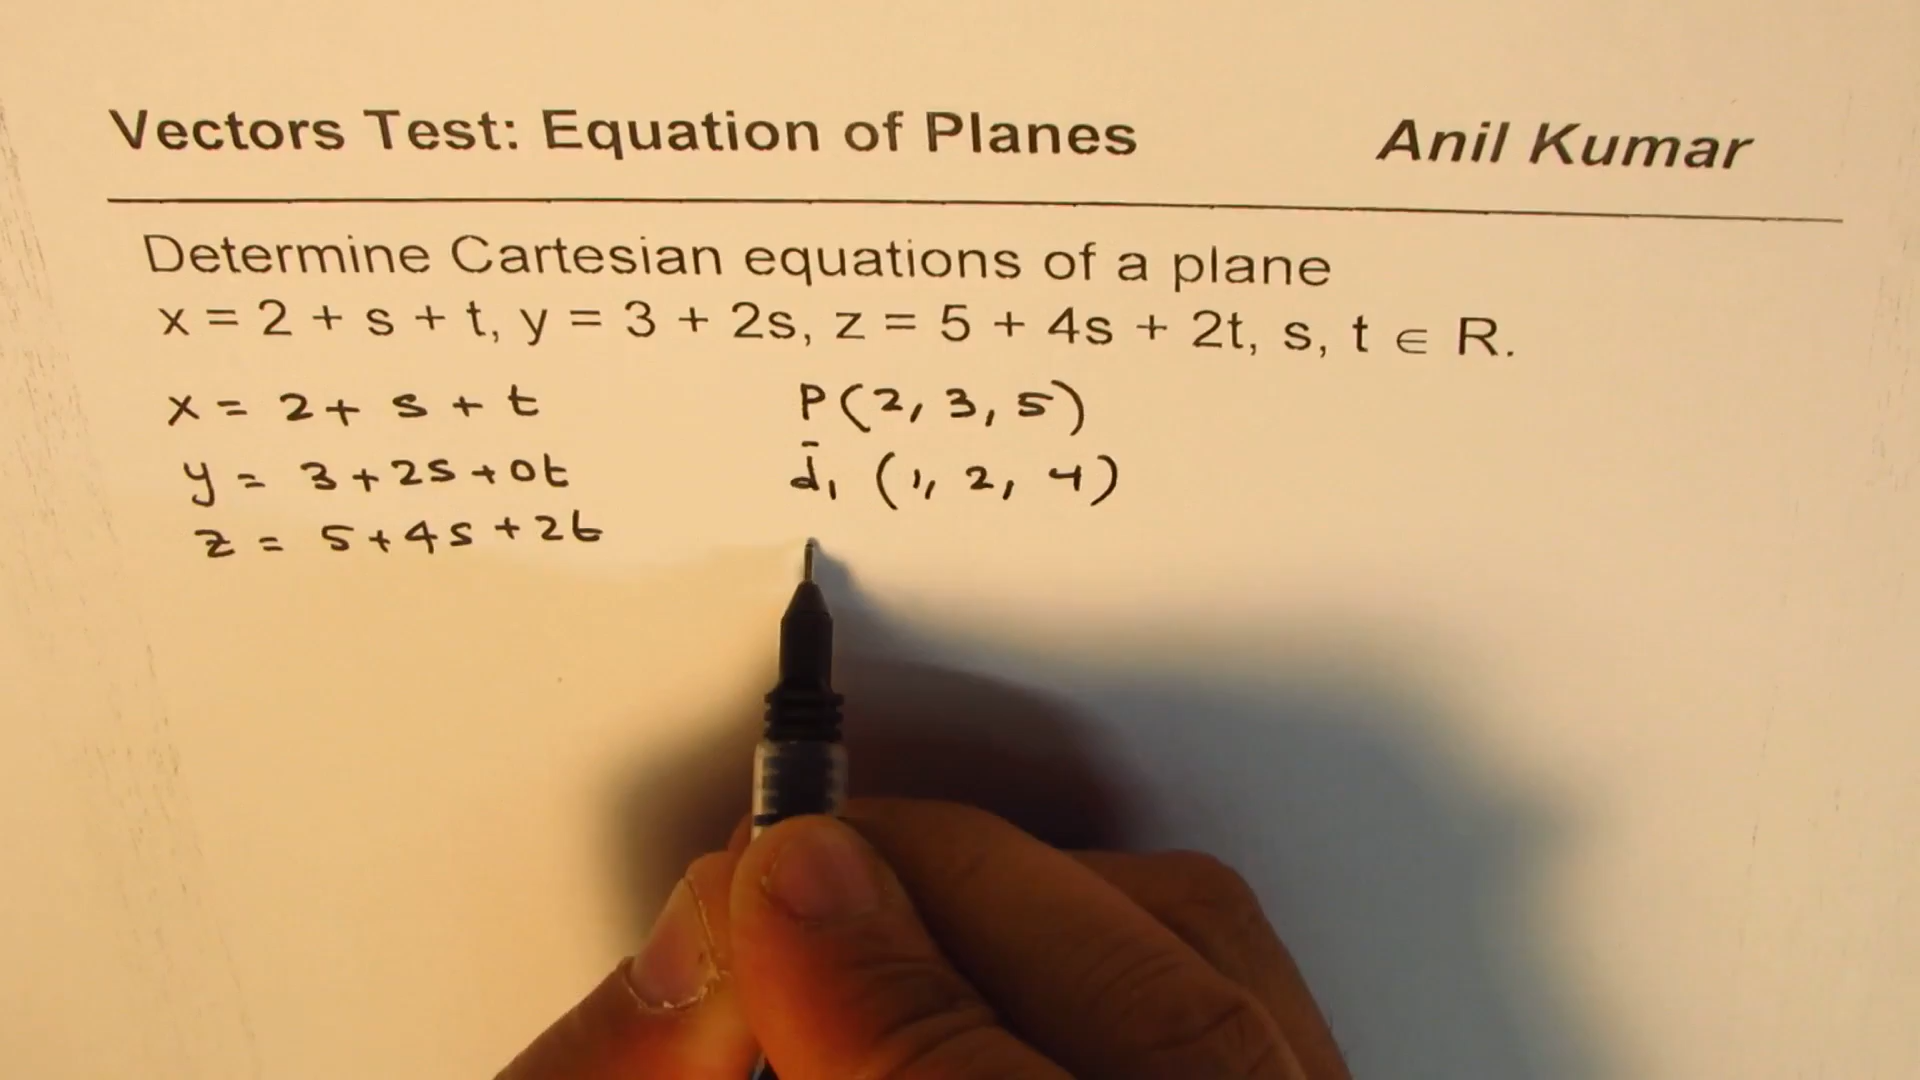 Vectors Test: Equation of Planes Anil Kumar
Determine Cartesian equations of a plane
x = 2 + s + t, y = 3 + 2s, z = 5 + 4s + 2t, s, t ∈ R.
x = 2 + s + t
y = 3 + 2s + 0t
z = 5 + 4s + 2t
P(2, 3, 5)
d̄₁ (1, 2, 4)